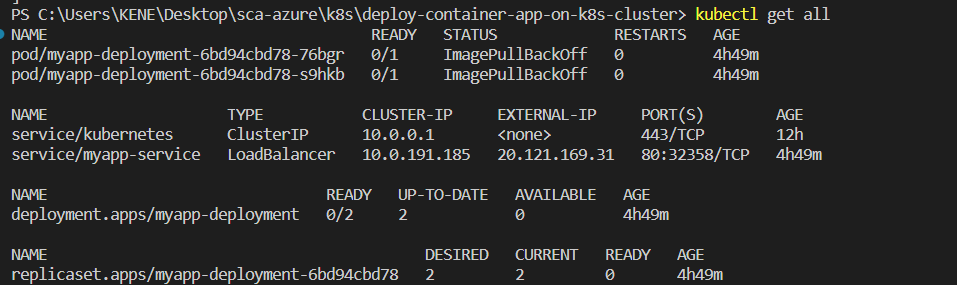 PS C:\Users\KENE\Desktop\sca-azure\k8s\deploy-container-app-on-k8s-cluster> kubectl get all
NAME READY STATUS RESTARTS AGE
pod/myapp-deployment-6bd94cbd78-76bgr 0/1 ImagePullBackOff 0 4h49m
pod/myapp-deployment-6bd94cbd78-s9hkb 0/1 ImagePullBackOff 0 4h49m
NAME TYPE CLUSTER-IP EXTERNAL-IP PORT(S) AGE
service/kubernetes ClusterIP 10.0.0.1 <none> 443/TCP 12h
service/myapp-service LoadBalancer 10.0.191.185 20.121.169.31 80:32358/TCP 4h49m
NAME READY UP-TO-DATE AVAILABLE AGE
deployment.apps/myapp-deployment 0/2 2 0 4h49m
NAME DESIRED CURRENT READY AGE
replicaset.apps/myapp-deployment-6bd94cbd78 2 2 0 4h49m